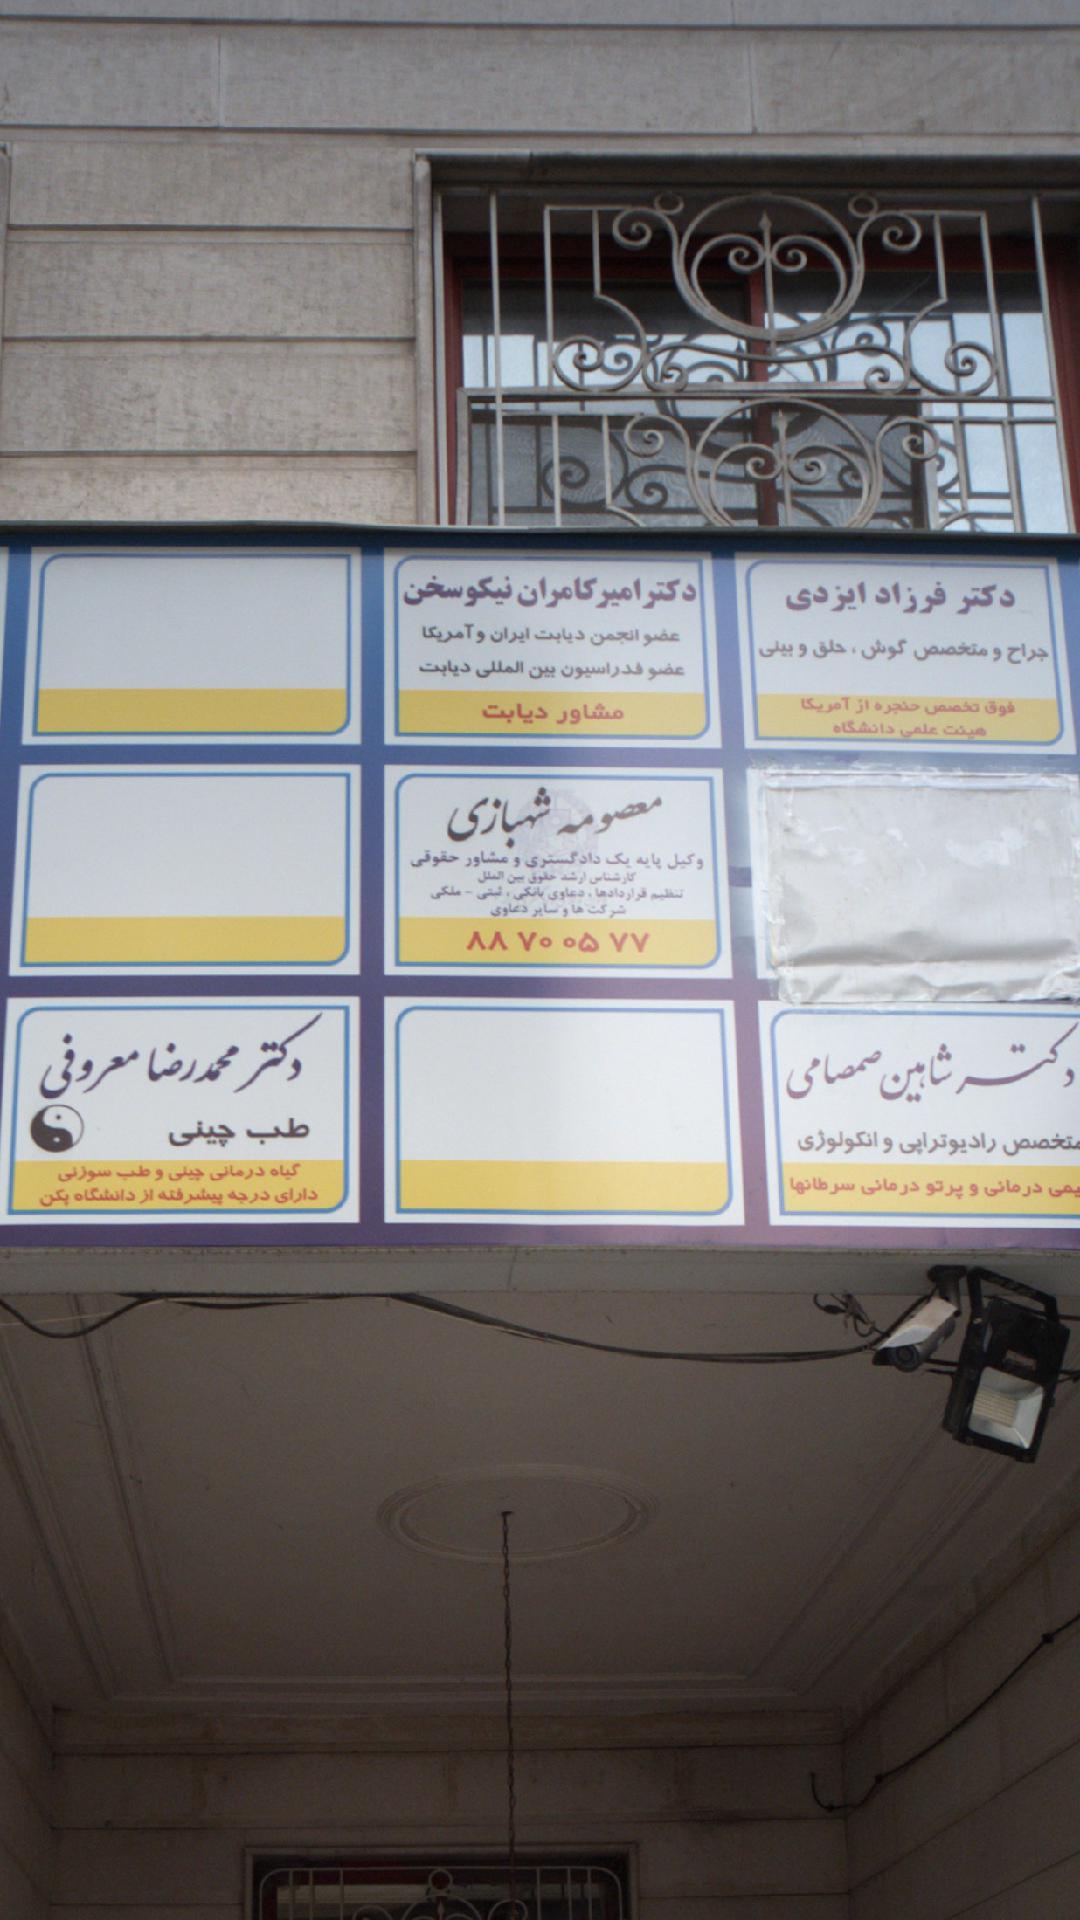 دکتر فرزاد ایزدی
جراح و متخصص گوش ، حلق و بینی
فوق تخصص حنجره از آمریکا
هیئت علمی دانشگاه
دکتر امیرکامران نیکوسخن
عضو انجمن دیابت ایران و آمریکا
عضو فدراسیون بین المللی دیابت
مشاور دیابت
معصومه شهبازی
وکیل پایه یک دادگستری و مشاور حقوقی
کارشناس ارشد حقوق بین الملل
تنظیم قراردادها ، دعاوی بانکی ، ثبتی - ملکی
شرکت ها و سایر دعاوی
۸۸ ۷۰ ۰۵ ۷۷
دکتر شاهین صمصامی
متخصص رادیوتراپی و انکولوژی
یمی درمانی و پرتو درمانی سرطانها
دکتر محمدرضا معروفی
طب چینی
گیاه درمانی چینی و طب سوزنی
دارای درجه پیشرفته از دانشگاه پکن